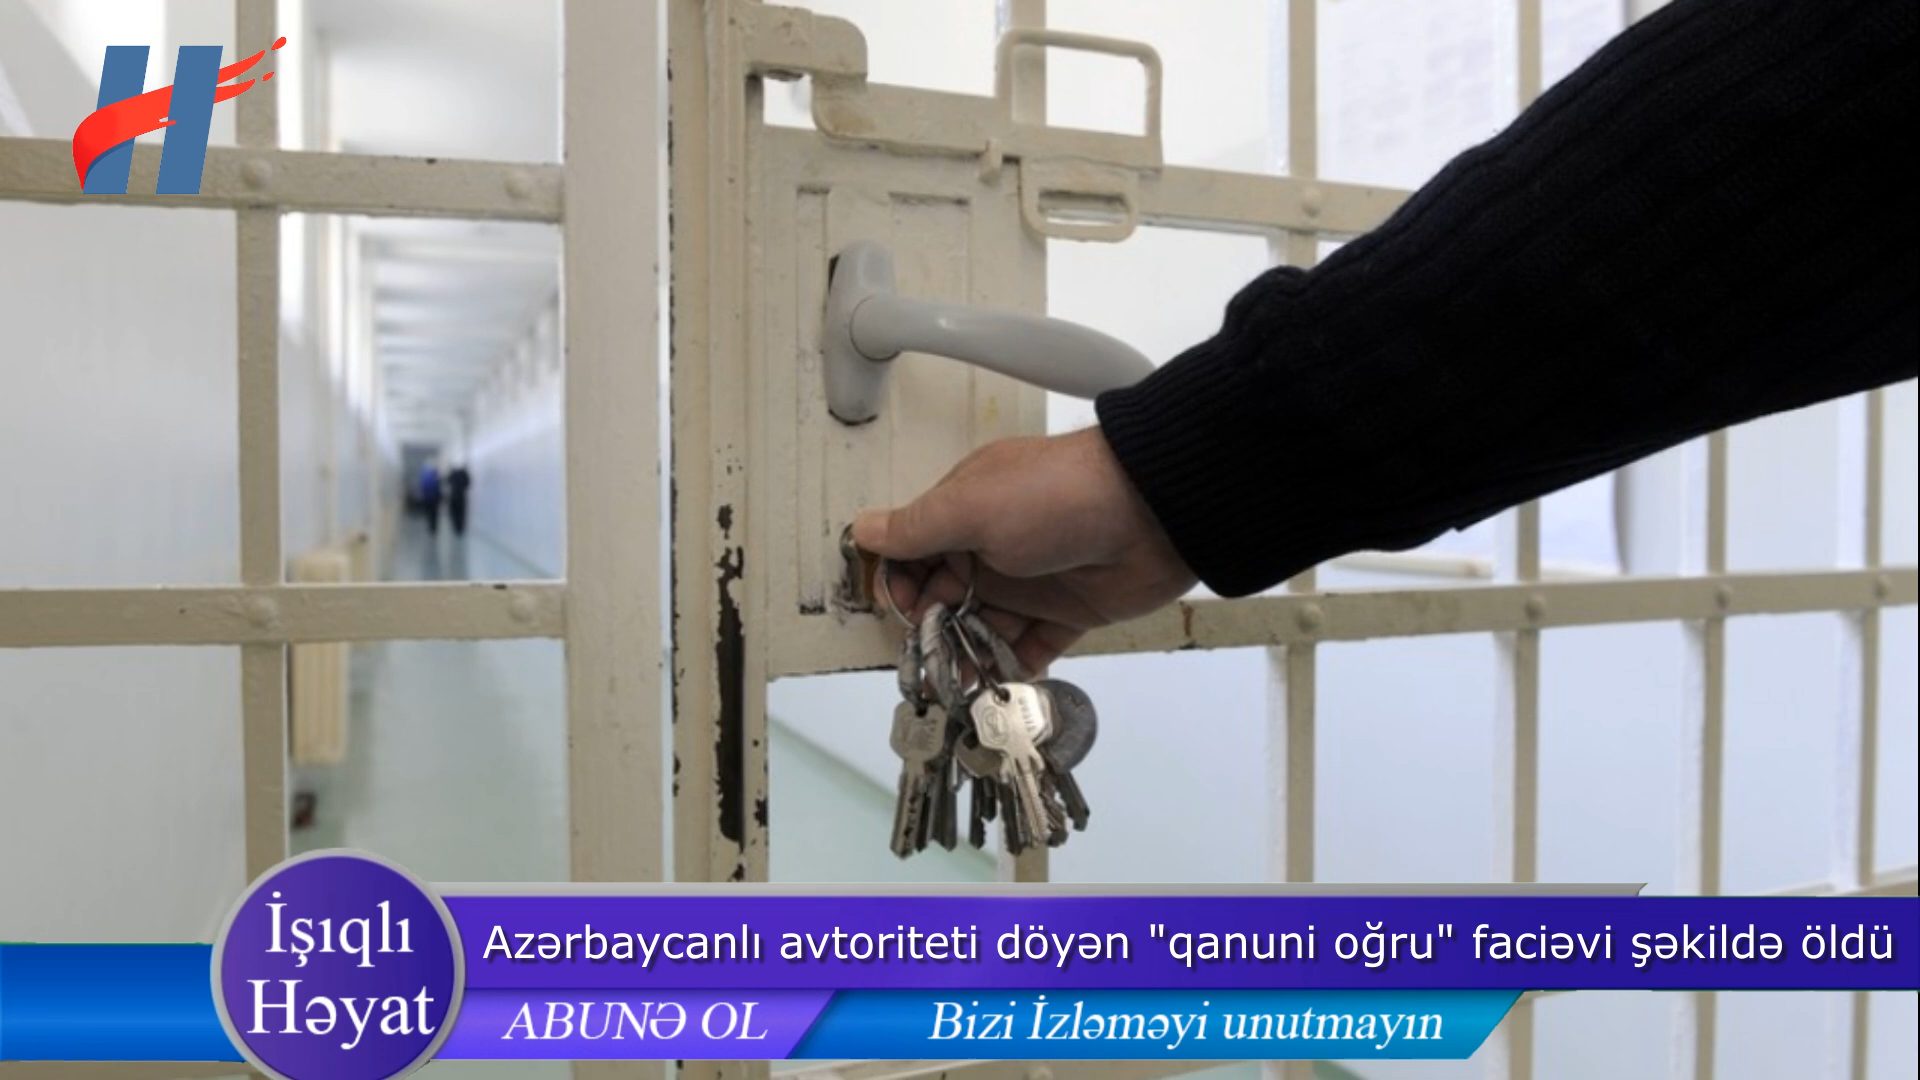 H
İşıqlı
Həyat
Azərbaycanlı avtoriteti döyən "qanuni oğru" faciəvi şəkildə öldü
ABUNƏ OL
Bizi İzləməyi unutmayın